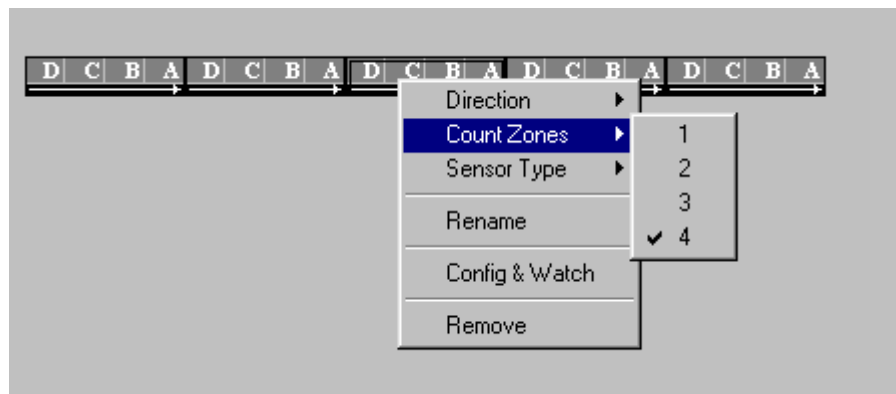 D C B A D C B A D C B A D C B A D C B A
Direction
Count Zones
1
Sensor Type
2
3
Rename
4
Config & Watch
Remove